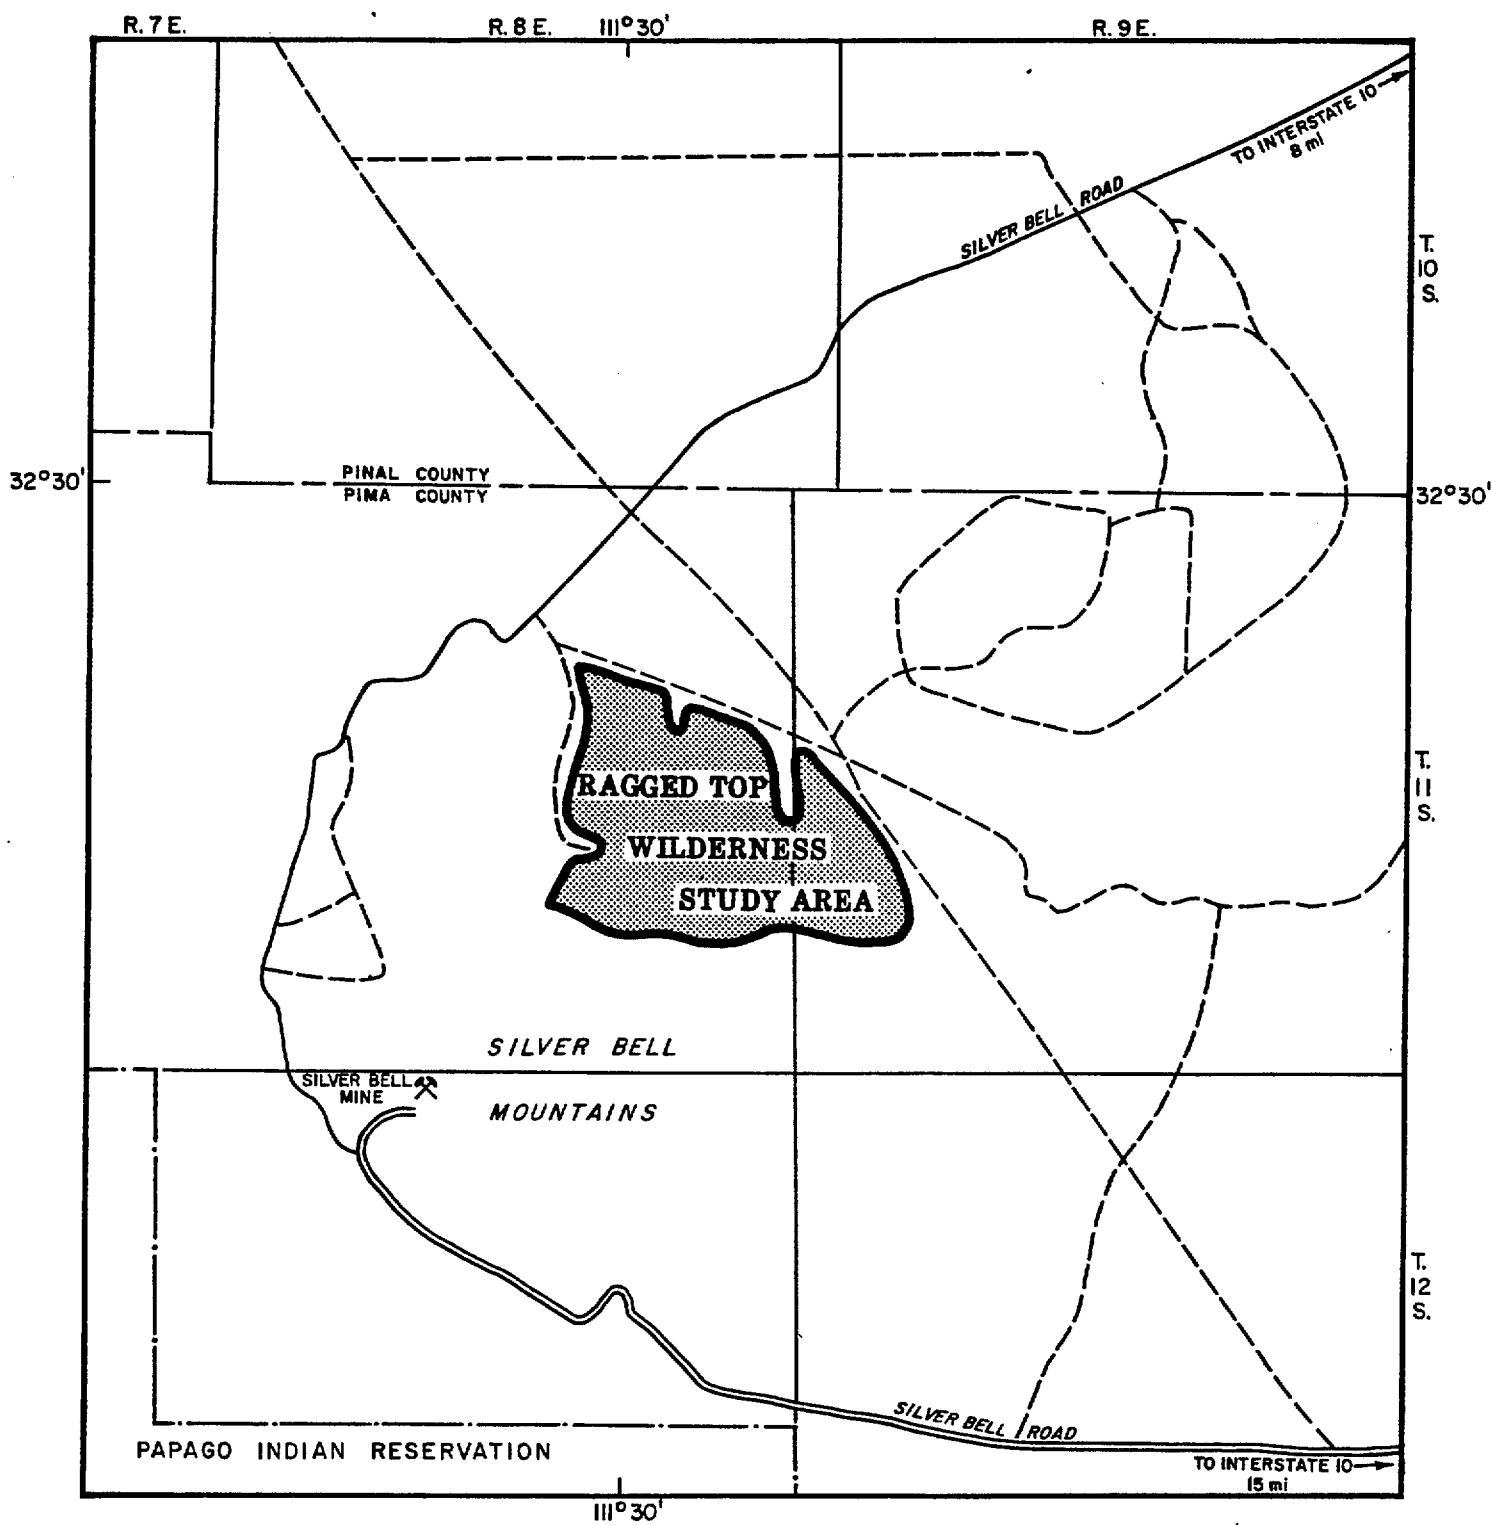 R. 7 E.
R. 8 E.
111°30'
R. 9 E.
TO INTERSTATE 10
8 mi
SILVER BELL ROAD
T.
10
S.
PINAL COUNTY
PIMA COUNTY
32°30'
32°30'
RAGGED TOP
WILDERNESS
STUDY AREA
T.
11
S.
SILVER BELL
MOUNTAINS
SILVER BELL
MINE
T.
12
S.
SILVER BELL ROAD
PAPAGO INDIAN RESERVATION
TO INTERSTATE 10
15 mi
111°30'